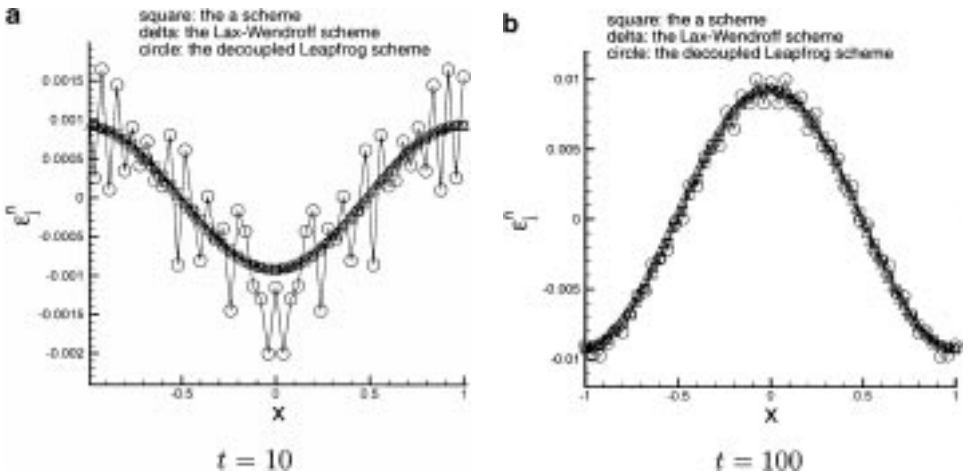 a
square: the a scheme
delta: the Lax-Wendroff scheme
circle: the decoupled Leapfrog scheme
0.0015
0.001
0.0005
0
-0.0005
-0.001
-0.0015
-0.002
ε_j^n
-0.5
0
0.5
1
X
t = 10
b
square: the a scheme
delta: the Lax-Wendroff scheme
circle: the decoupled Leapfrog scheme
0.01
0.005
0
-0.005
-0.01
ε_j^n
-1
-0.5
0
0.5
1
X
t = 100